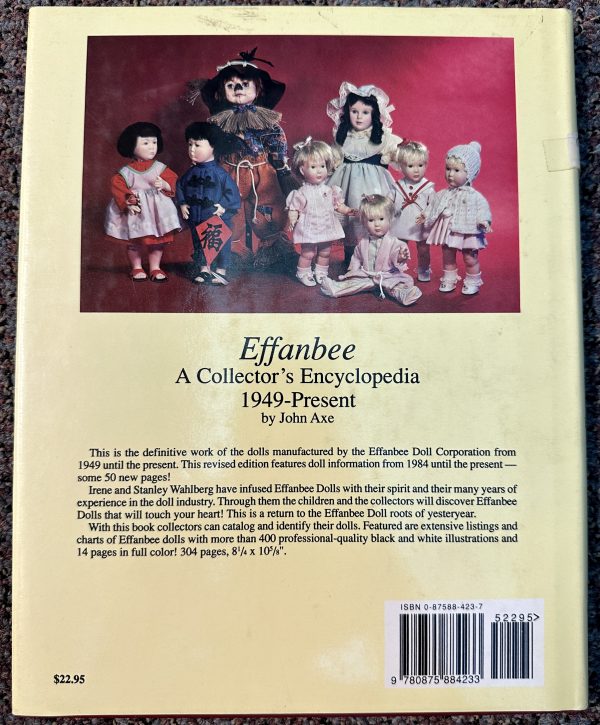 福
Effanbee
A Collector's Encyclopedia
1949-Present
by John Axe
This is the definitive work of the dolls manufactured by the Effanbee Doll Corporation from
1949 until the present. This revised edition features doll information from 1984 until the present—
some 50 new pages!
Irene and Stanley Wahlberg have infused Effanbee Dolls with their spirit and their many years of
experience in the doll industry. Through them the children and the collectors will discover Effanbee
Dolls that will touch your heart! This is a return to the Effanbee Doll roots of yesteryear.
With this book collectors can catalog and identify their dolls. Featured are extensive listings and
charts of Effanbee dolls with more than 400 professional-quality black and white illustrations and
14 pages in full color! 304 pages, 8¼ x 10⅝".
ISBN 0-87588-423-7
52295>
9 780875 884233
$22.95